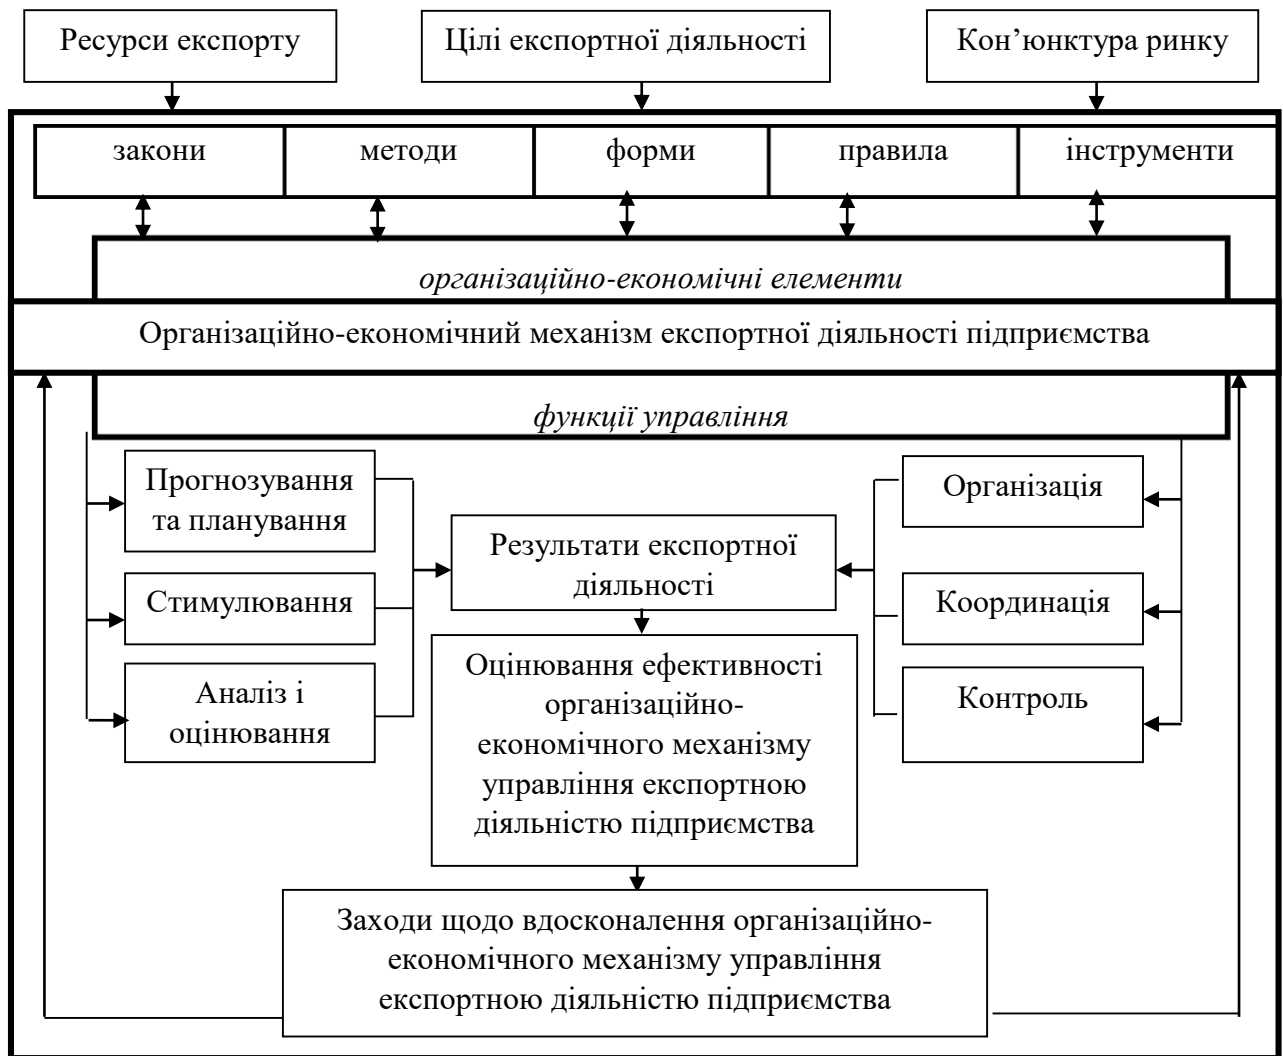 Ресурси експорту
Цілі експортної діяльності
Кон’юнктура ринку
закони
методи
форми
правила
інструменти
організаційно-економічні елементи
Організаційно-економічний механізм експортної діяльності підприємства
функції управління
Прогнозування
та планування
Стимулювання
Аналіз і
оцінювання
Результати експортної
діяльності
Організація
Координація
Контроль
Оцінювання ефективності
організаційно-
економічного механізму
управління експортною
діяльністю підприємства
Заходи щодо вдосконалення організаційно-
економічного механізму управління
експортною діяльністю підприємства